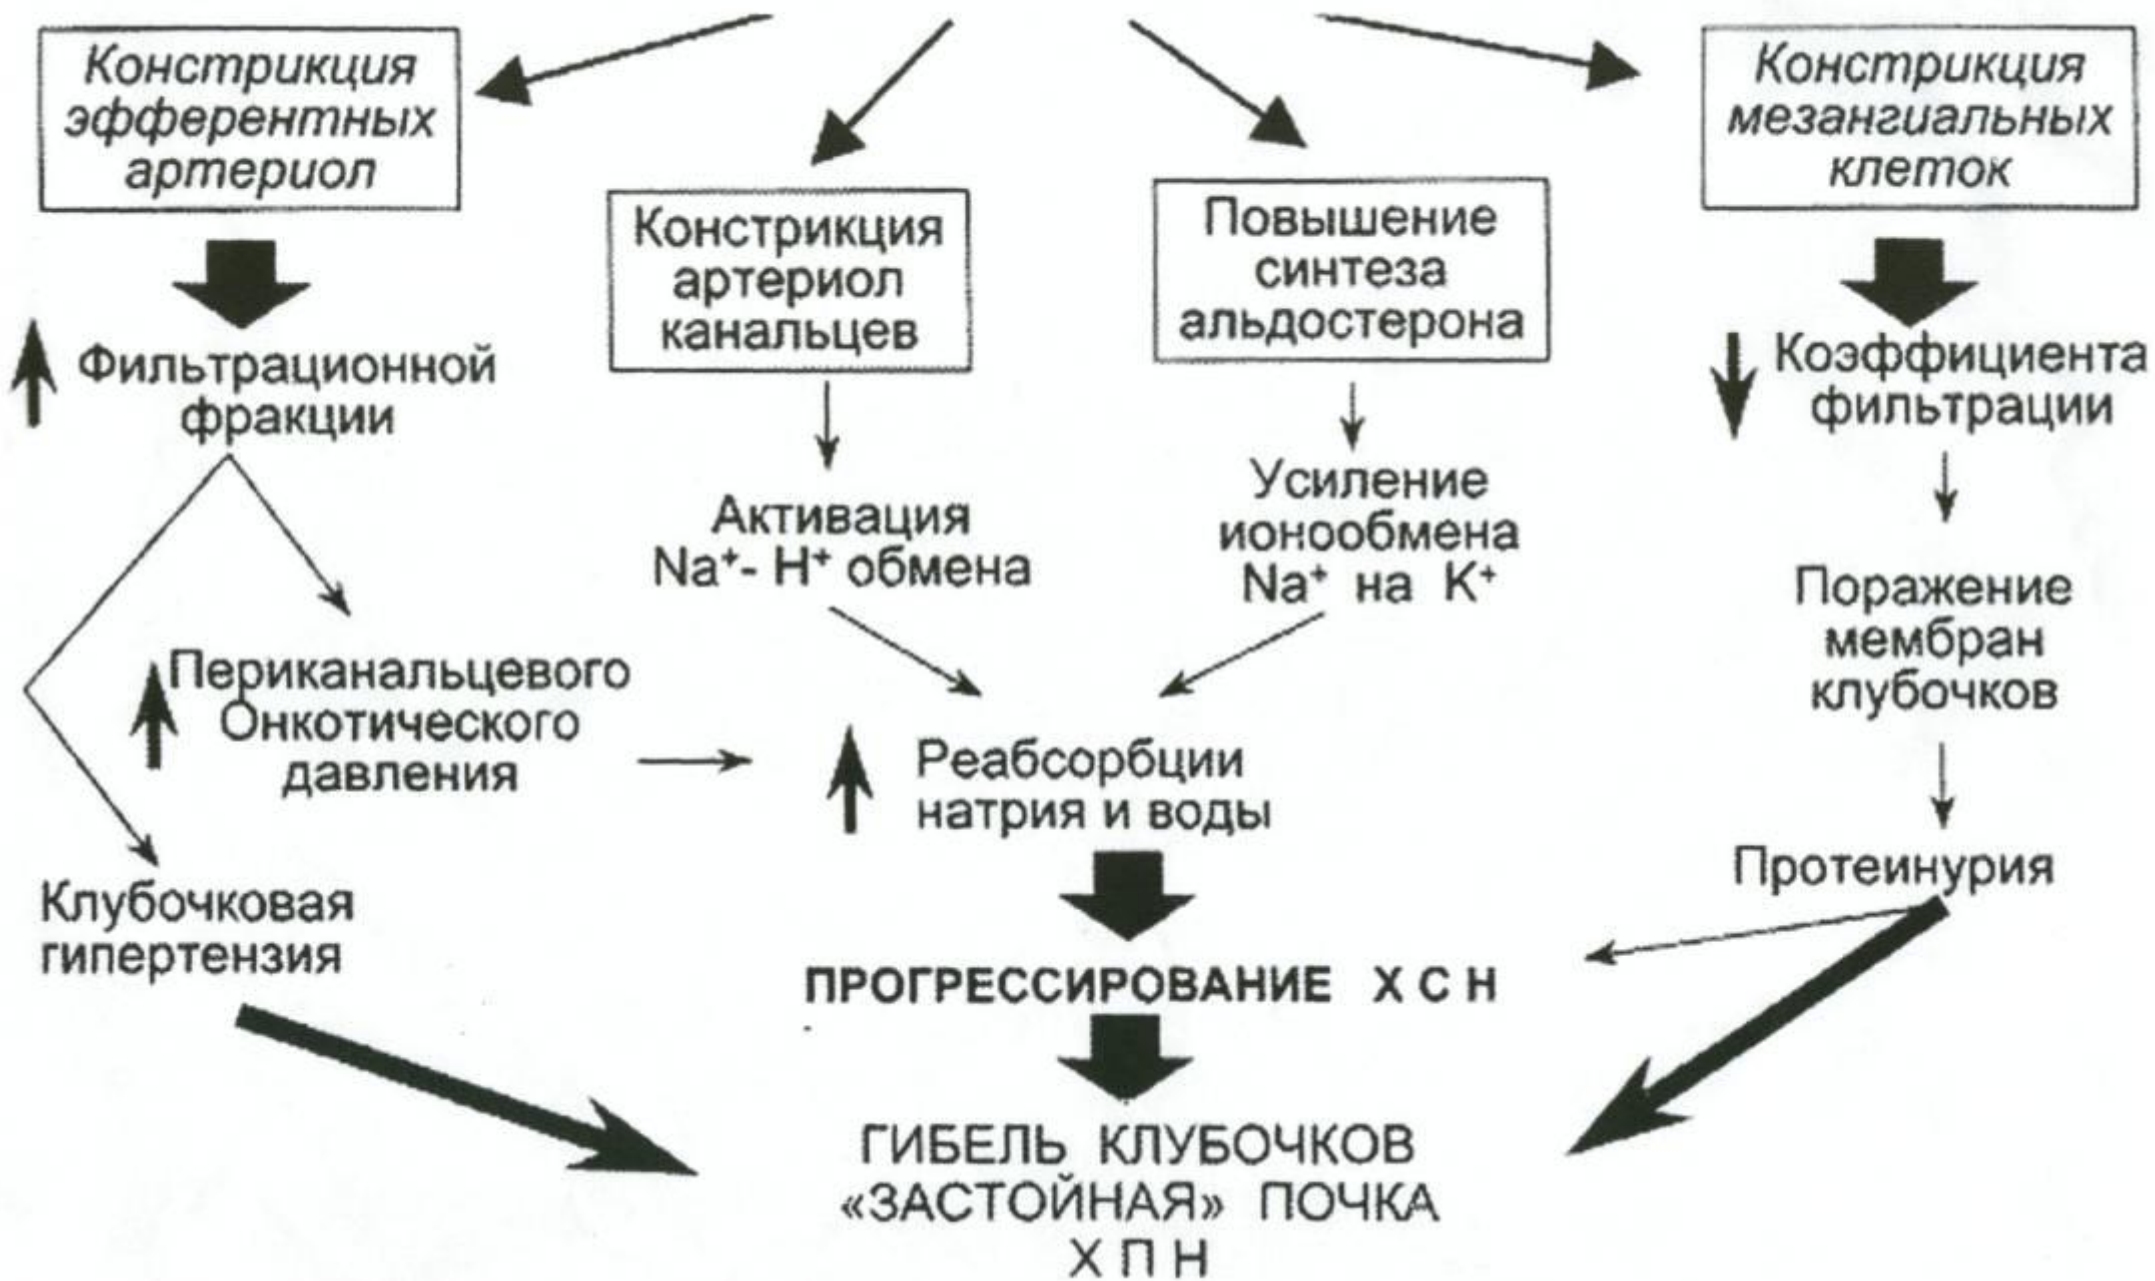 Констрикция
эфферентных
артериол
Констрикция
артериол
канальцев
Повышение
синтеза
альдостерона
Констрикция
мезангиальных
клеток
Фильтрационной
фракции
Активация
Na⁺- H⁺ обмена
Усиление
ионообмена
Na⁺ на K⁺
Коэффициента
фильтрации
Поражение
мембран
клубочков
Периканальцевого
Онкотического
давления
Реабсорбции
натрия и воды
Протеинурия
Клубочковая
гипертензия
ПРОГРЕССИРОВАНИЕ Х С Н
ГИБЕЛЬ КЛУБОЧКОВ
«ЗАСТОЙНАЯ» ПОЧКА
Х П Н